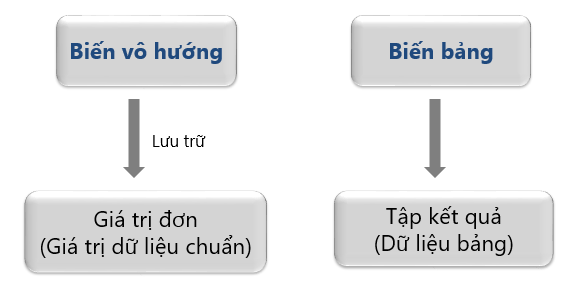 Biến vô hướng
Biến bảng
Lưu trữ
Giá trị đơn
(Giá trị dữ liệu chuẩn)
Tập kết quả
(Dữ liệu bảng)